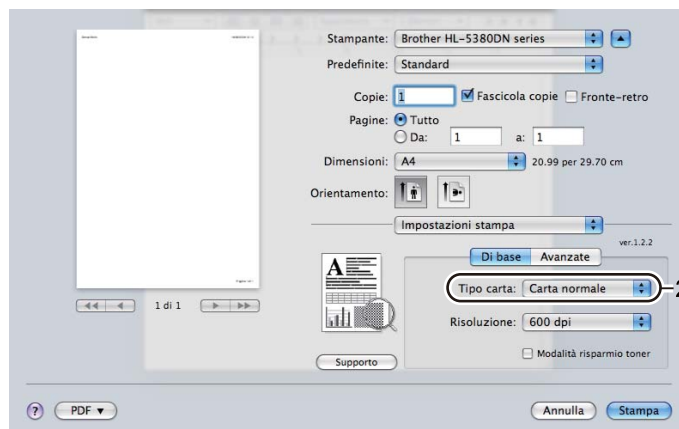 Stampante: Brother HL-5380DN series
Predefinite: Standard
Copie: 1 Fascicola copie Fronte-retro
Pagine: Tutto
Da: 1 a: 1
Dimensioni: A4 20.99 per 29.70 cm
Orientamento:
Impostazioni stampa
ver.1.2.2
Di base Avanzate
Tipo carta: Carta normale 2
Risoluzione: 600 dpi
Modalità risparmio toner
Supporto
1 di 1
? PDF
Annulla Stampa